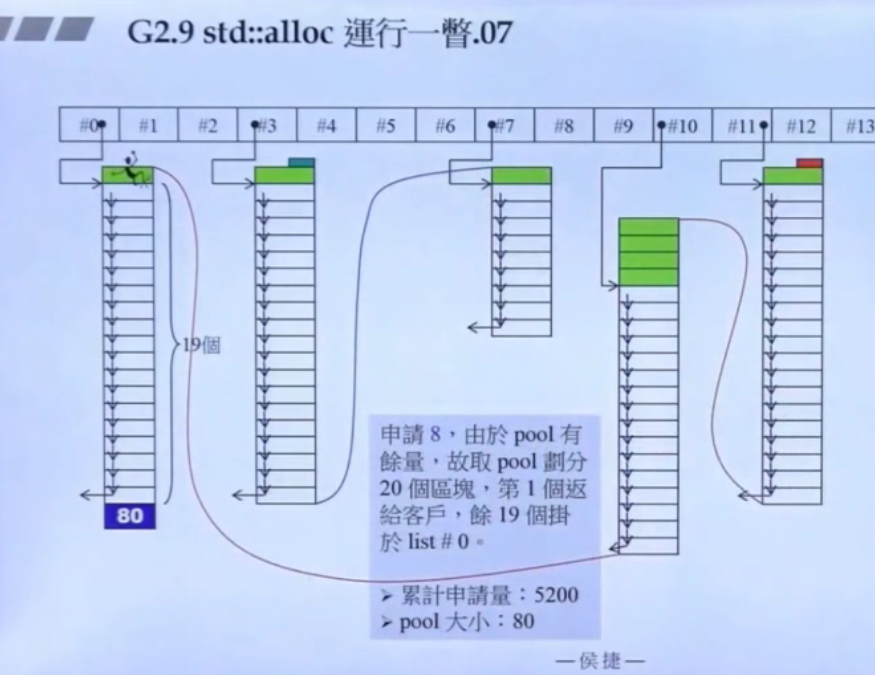 G2.9 std::alloc 運行一瞥.07
#0 #1 #2 #3 #4 #5 #6 #7 #8 #9 #10 #11 #12 #13
19個
80
申請 8，由於 pool 有
餘量，故取 pool 劃分
20 個區塊，第 1 個返
給客戶，餘 19 個掛
於 list # 0。
➢ 累計申請量：5200
➢ pool 大小：80
—侯捷—